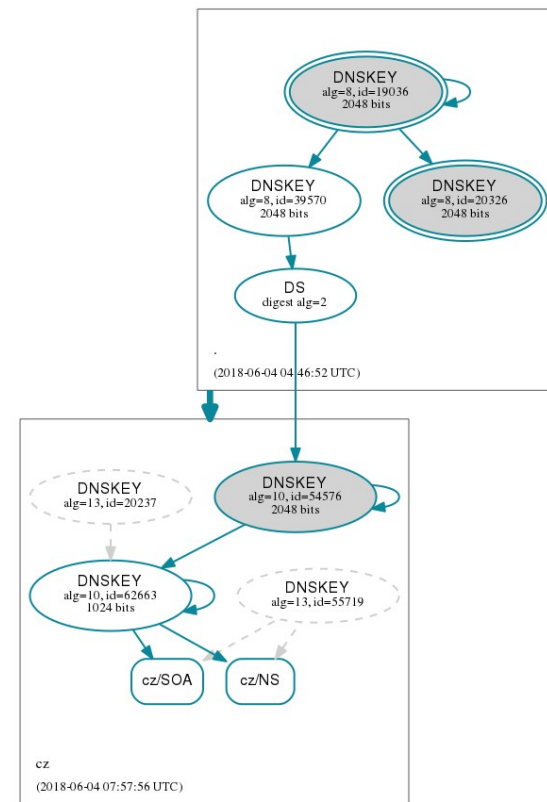 DNSKEY
alg=8, id=19036
2048 bits
DNSKEY
alg=8, id=39570
2048 bits
DNSKEY
alg=8, id=20326
2048 bits
DS
digest alg=2
.
(2018-06-04 04:46:52 UTC)
DNSKEY
alg=13, id=20237
DNSKEY
alg=10, id=54576
2048 bits
DNSKEY
alg=10, id=62663
1024 bits
DNSKEY
alg=13, id=55719
cz/SOA
cz/NS
cz
(2018-06-04 07:57:56 UTC)